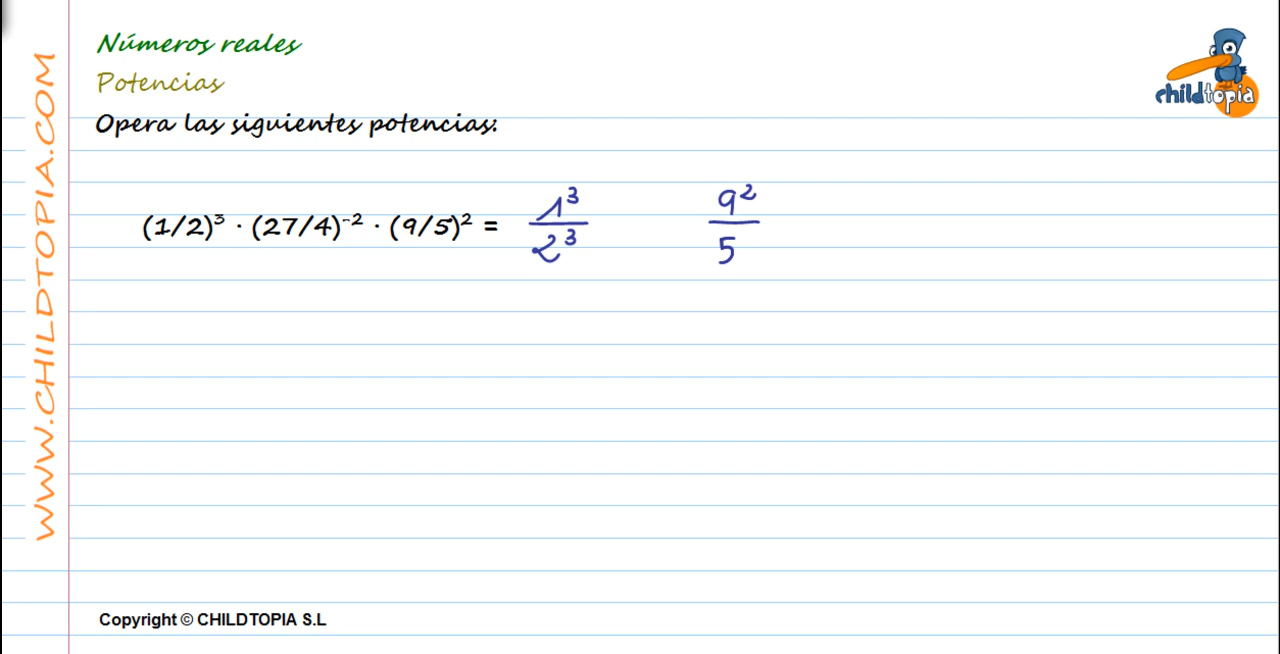 Números reales
Potencias
Opera las siguientes potencias:
(1/2)³ · (27/4)⁻² · (9/5)² = 1³/2³ 9²/5
WWW.CHILDTOPIA.COM
childtopia
Copyright © CHILDTOPIA S.L